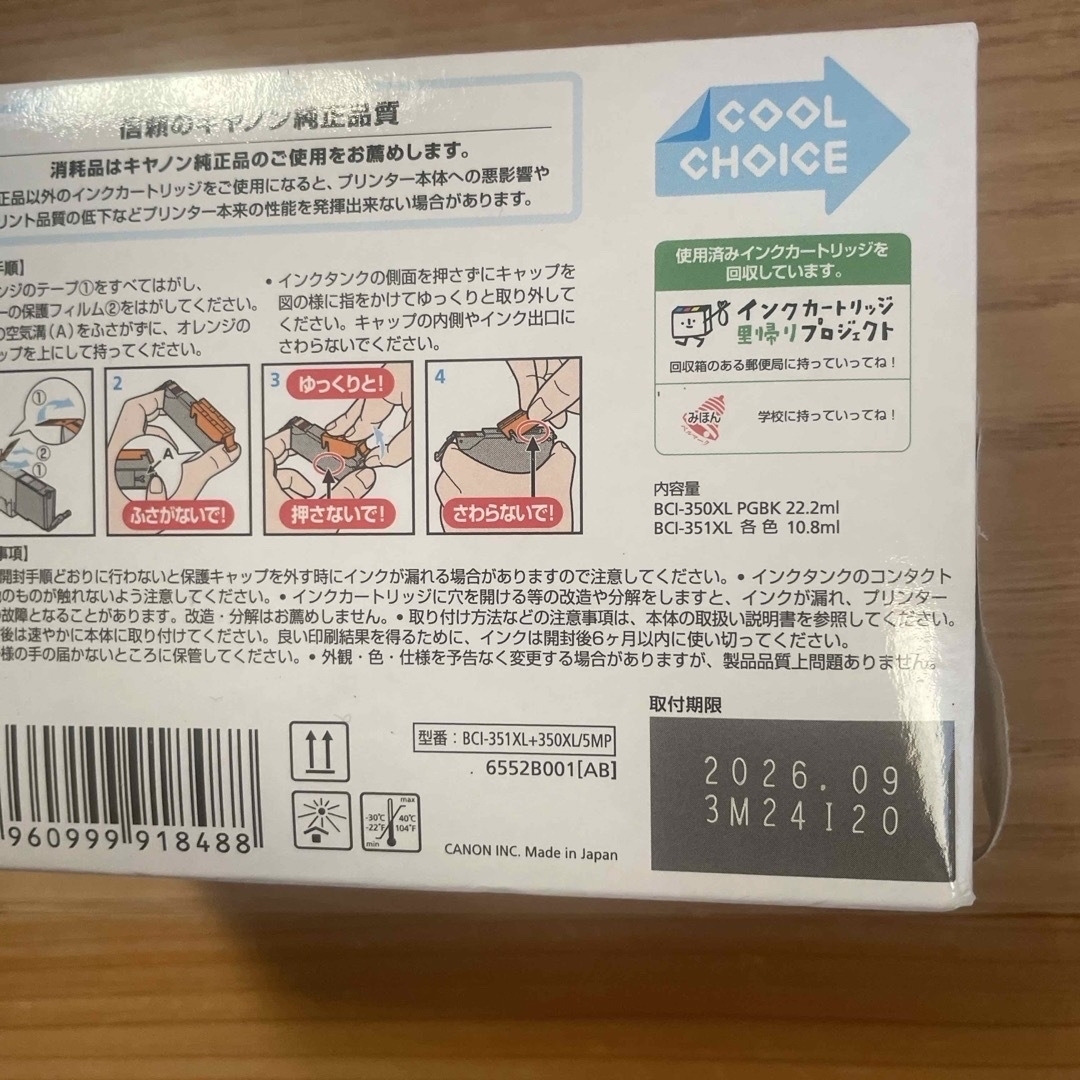 信頼のキヤノン純正品質
消耗品はキヤノン純正品のご使用をお薦めします。
正品以外のインクカートリッジをご使用になると、プリンター本体への悪影響や
リント品質の低下などプリンター本来の性能を発揮出来ない場合があります。
COOL
CHOICE
使用済みインクカートリッジを
回収しています。
インクカートリッジ
里帰りプロジェクト
回収箱のある郵便局に持っていってね!
みほん
ベルマーク
学校に持っていってね!
順】
ンジのテープ①をすべてはがし、
ーの保護フィルム②をはがしてください。
の空気溝(A)をふさがずに、オレンジの
ップを上にして持ってください。
• インクタンクの側面を押さずにキャップを
図の様に指をかけてゆっくりと取り外して
ください。キャップの内側やインク出口に
さわらないでください。
①
②
①
2
A
ふさがないで!
3
ゆっくりと!
押さないで!
4
さわらないで!
内容量
BCI-350XL PGBK 22.2ml
BCI-351XL 各色 10.8ml
事項】
開封手順どおりに行わないと保護キャップを外す時にインクが漏れる場合がありますので注意してください。• インクタンクのコンタクト
のものが触れないよう注意してください。• インクカートリッジに穴を開ける等の改造や分解をしますと、インクが漏れ、プリンター
故障となることがあります。改造・分解はお薦めしません。• 取り付け方法などの注意事項は、本体の取扱い説明書を参照してください。
後は速やかに本体に取り付けてください。良い印刷結果を得るために、インクは開封後6ヶ月以内に使い切ってください。
様の手の届かないところに保管してください。• 外観・色・仕様を予告なく変更する場合がありますが、製品品質上問題ありません。
取付期限
2026.09
3M24I20
型番:BCI-351XL+350XL/5MP
6552B001[AB]
-30℃
-22°F
min
max
40℃
104°F
CANON INC. Made in Japan
960999 918488